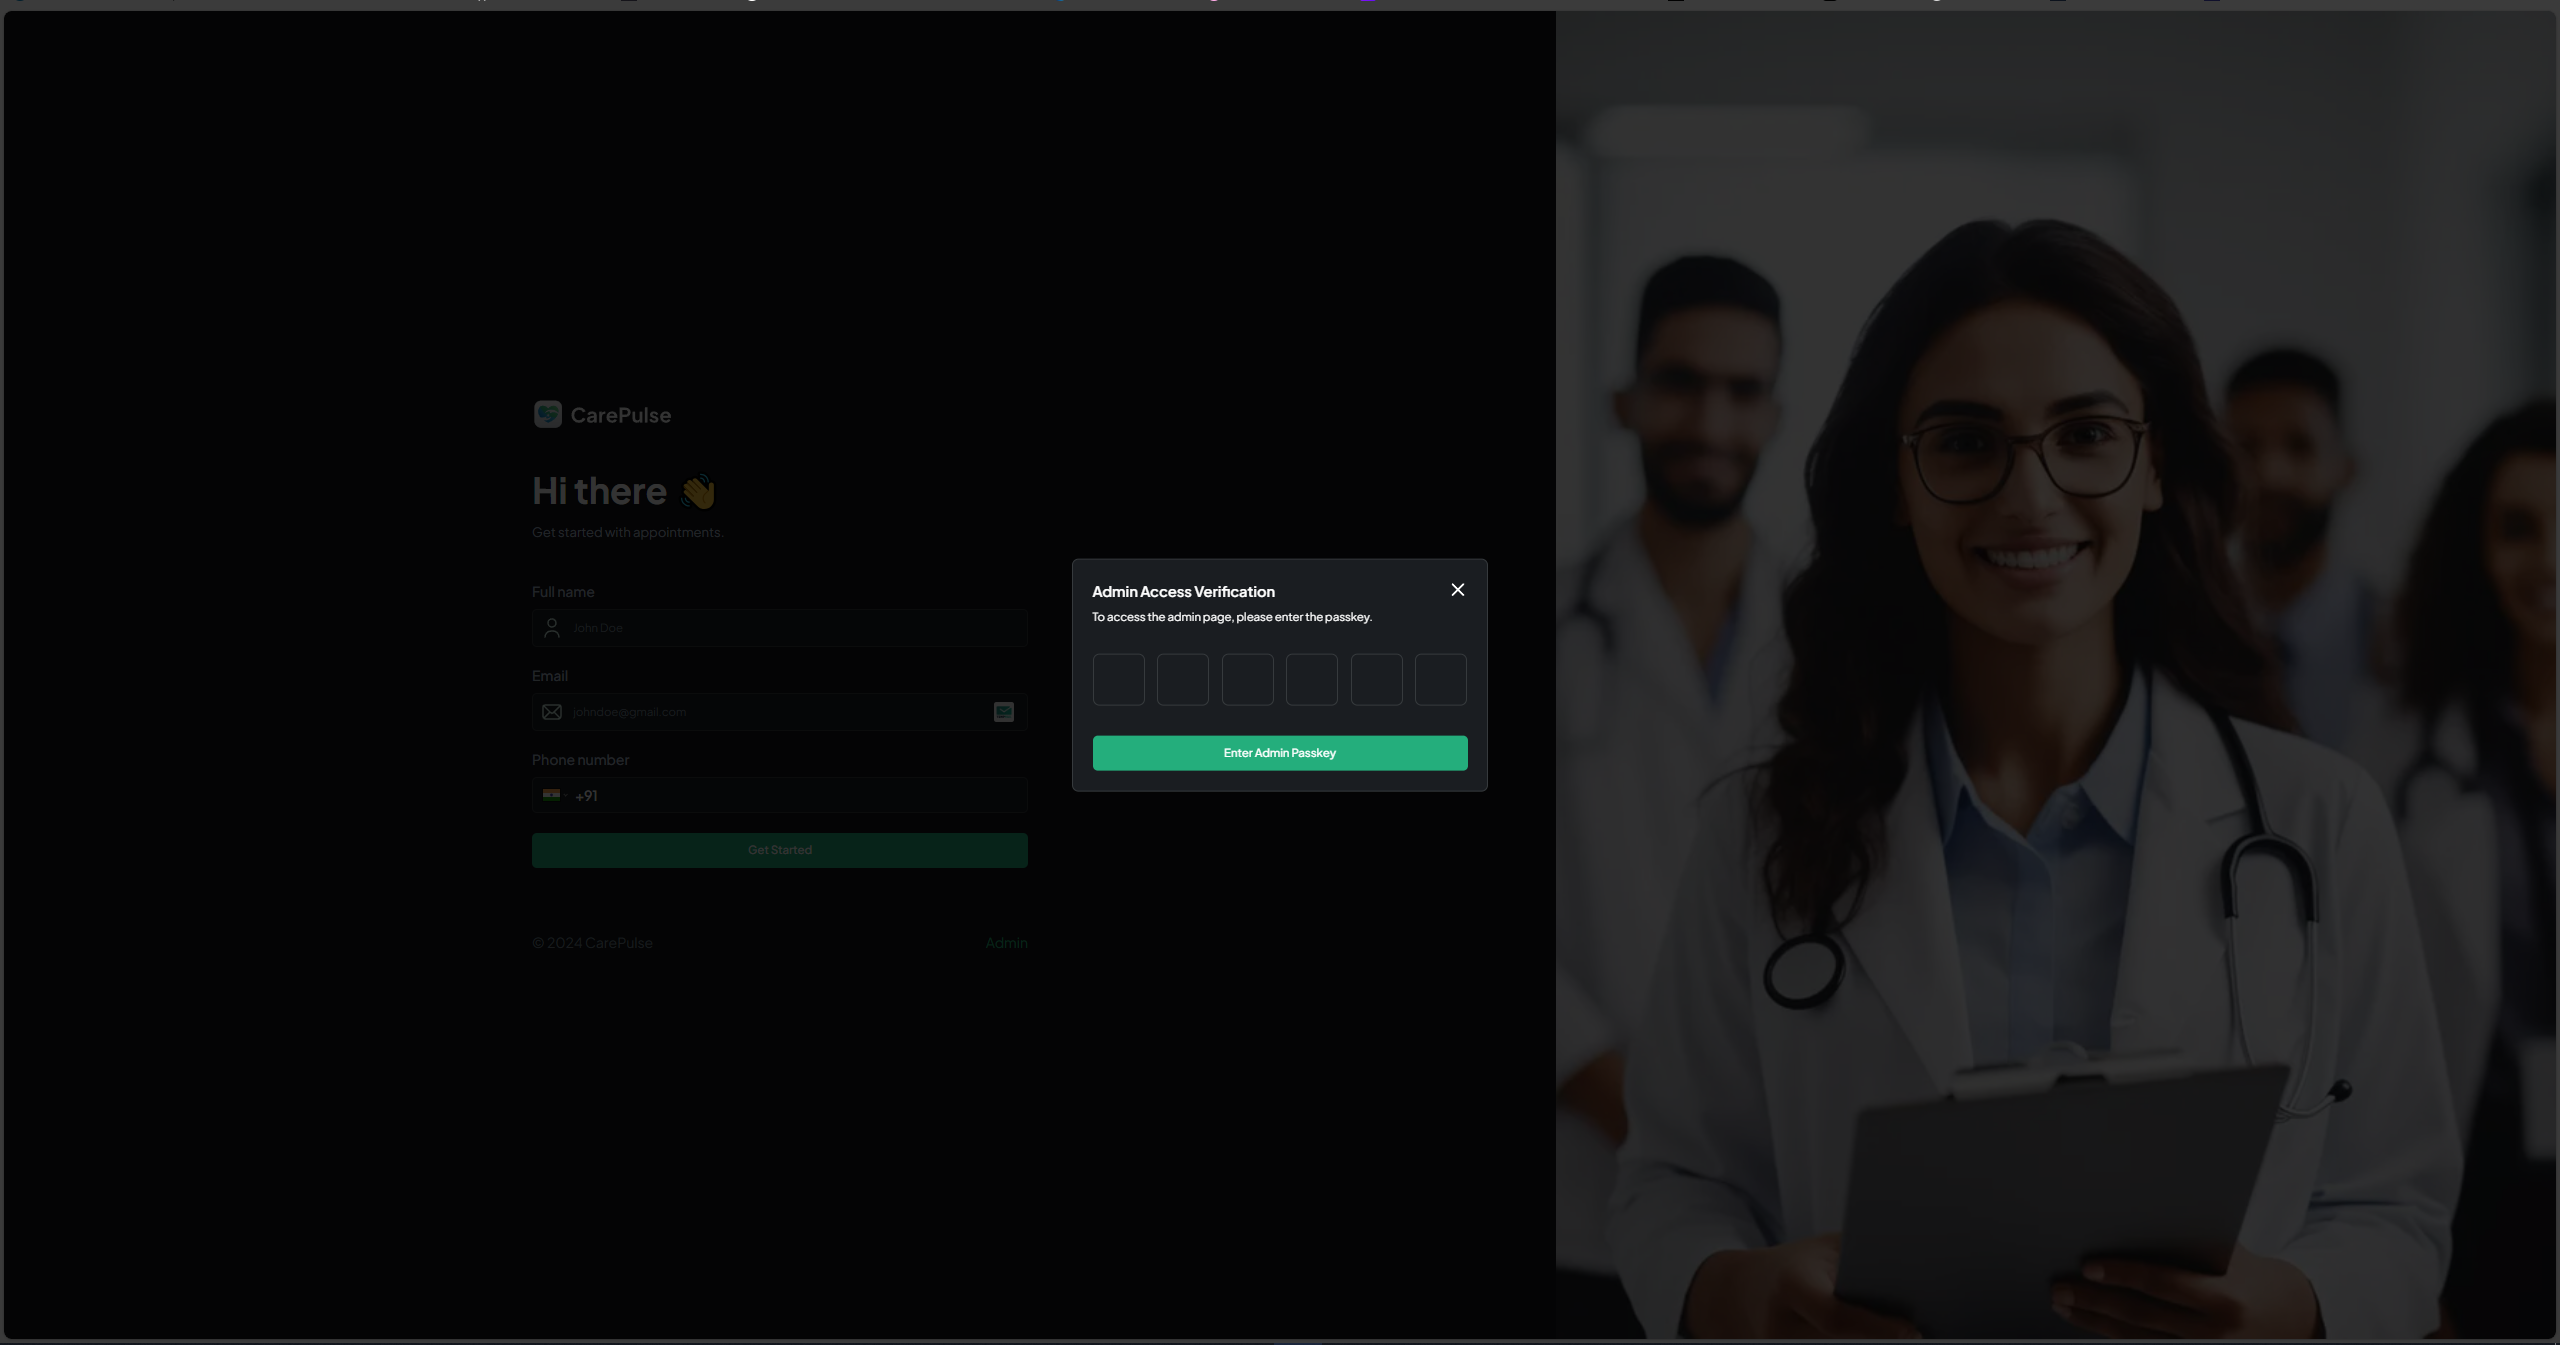 CarePulse
Hi there 👋
Get started with appointments.
Full name
John Doe
Email
johndoe@gmail.com
Phone number
+91
Get Started
© 2024 CarePulse
Admin
Admin Access Verification
To access the admin page, please enter the passkey.
Enter Admin Passkey